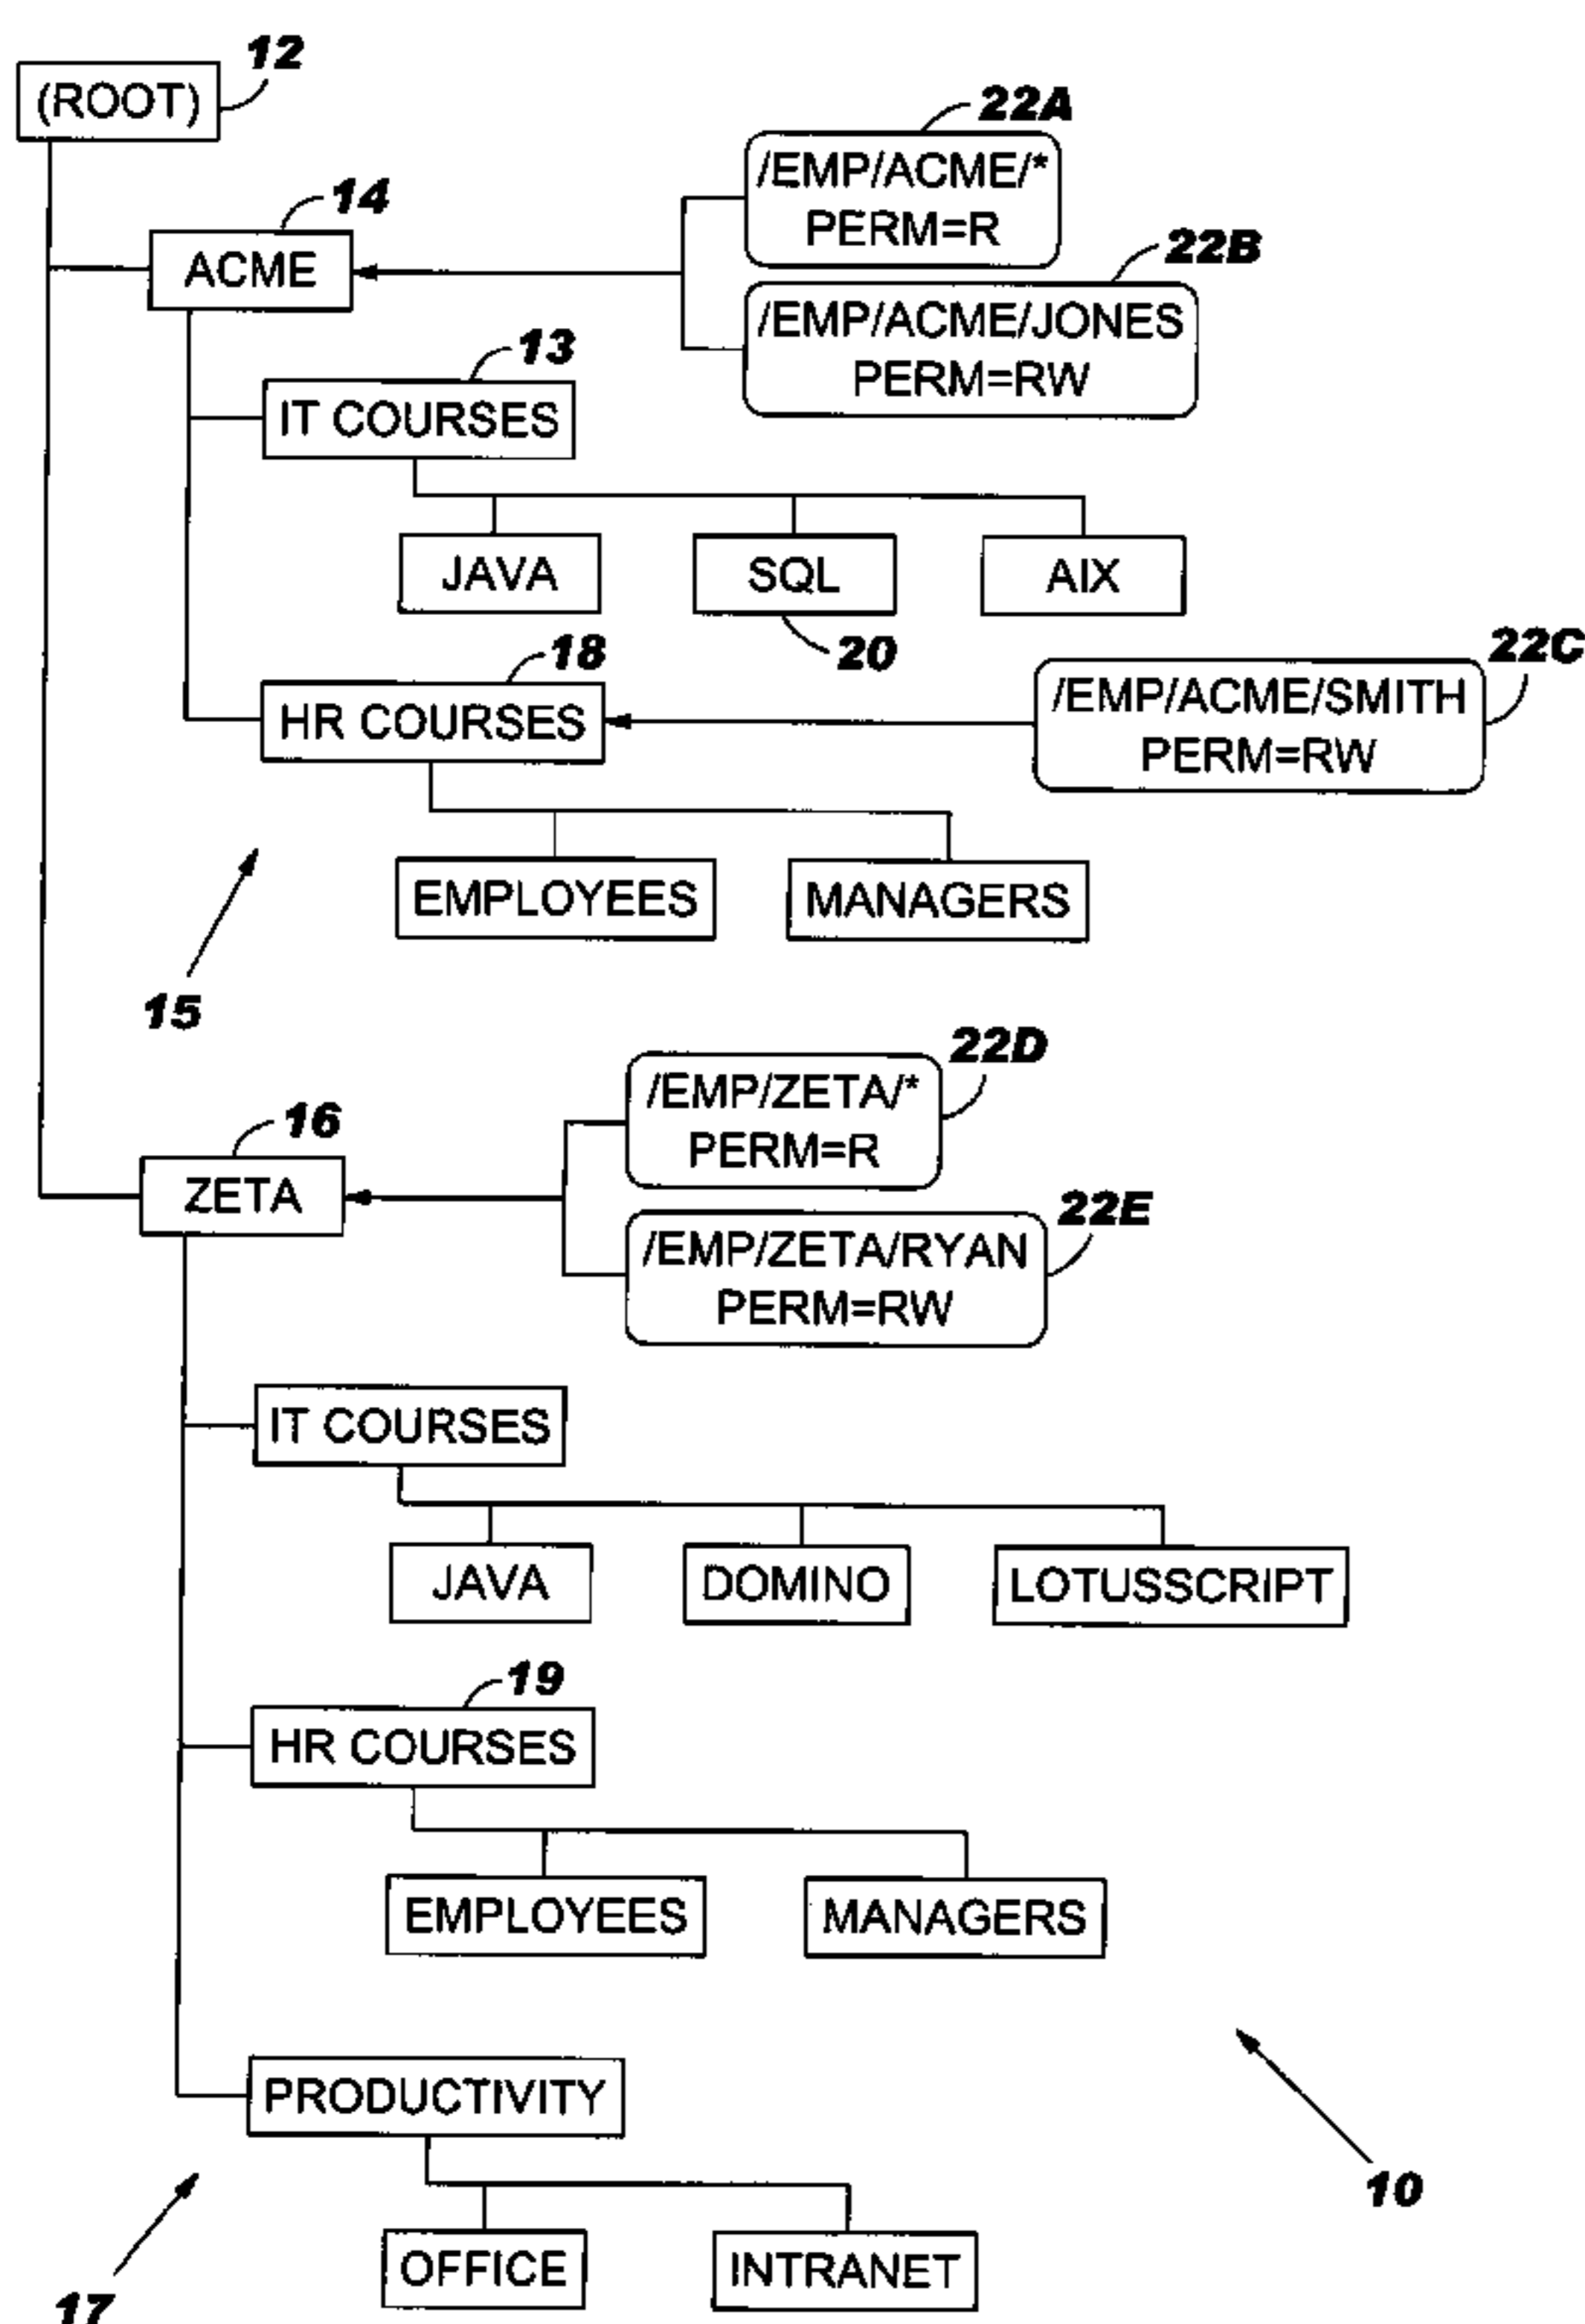 12
(ROOT)
22A
/EMP/ACME/*
PERM=R
14
ACME
22B
/EMP/ACME/JONES
PERM=RW
13
IT COURSES
JAVA
SQL
AIX
20
18
HR COURSES
22C
/EMP/ACME/SMITH
PERM=RW
EMPLOYEES
MANAGERS
15
22D
/EMP/ZETA/*
PERM=R
16
ZETA
22E
/EMP/ZETA/RYAN
PERM=RW
IT COURSES
JAVA
DOMINO
LOTUSSCRIPT
19
HR COURSES
EMPLOYEES
MANAGERS
PRODUCTIVITY
10
OFFICE
INTRANET
17